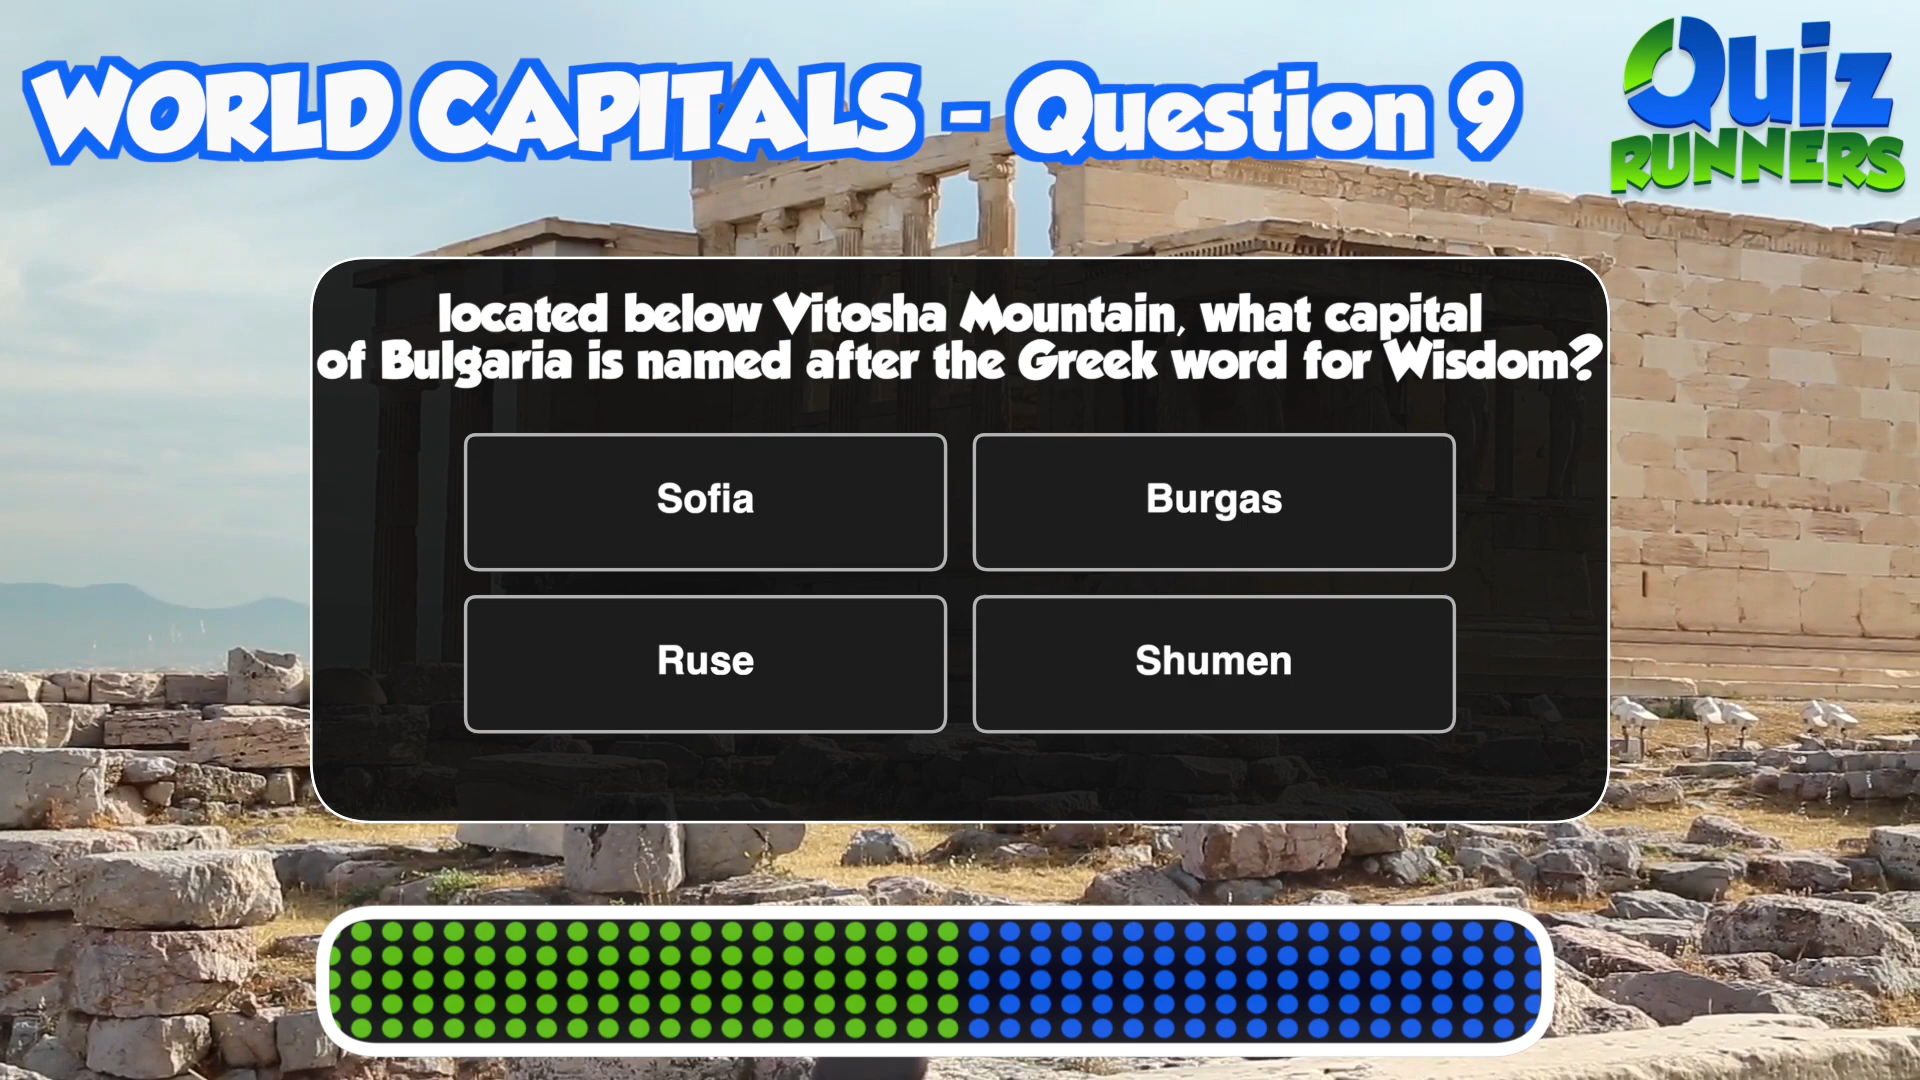 WORLD CAPITALS - Question 9
Quiz
RUNNERS
located below Vitosha Mountain, what capital
of Bulgaria is named after the Greek word for Wisdom?
Sofia
Burgas
Ruse
Shumen